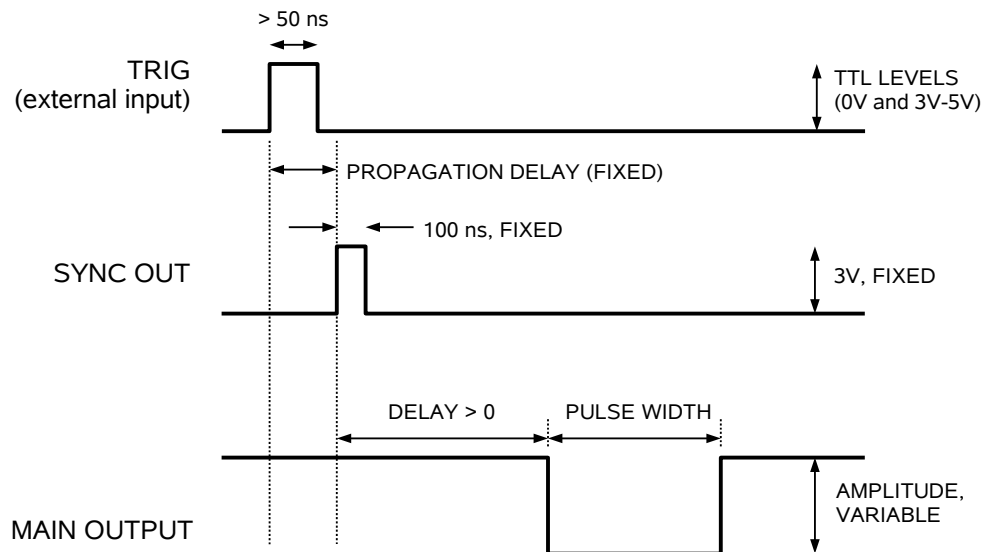 > 50 ns
TRIG
(external input)
TTL LEVELS
(0V and 3V-5V)
PROPAGATION DELAY (FIXED)
100 ns, FIXED
SYNC OUT
3V, FIXED
DELAY > 0
PULSE WIDTH
AMPLITUDE,
VARIABLE
MAIN OUTPUT